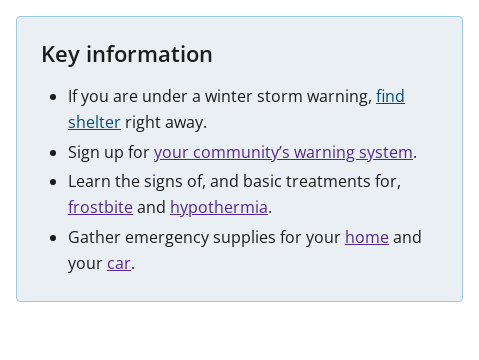 Key information
If you are under a winter storm warning, find
shelter right away.
Sign up for your community’s warning system.
Learn the signs of, and basic treatments for,
frostbite and hypothermia.
Gather emergency supplies for your home and
your car.